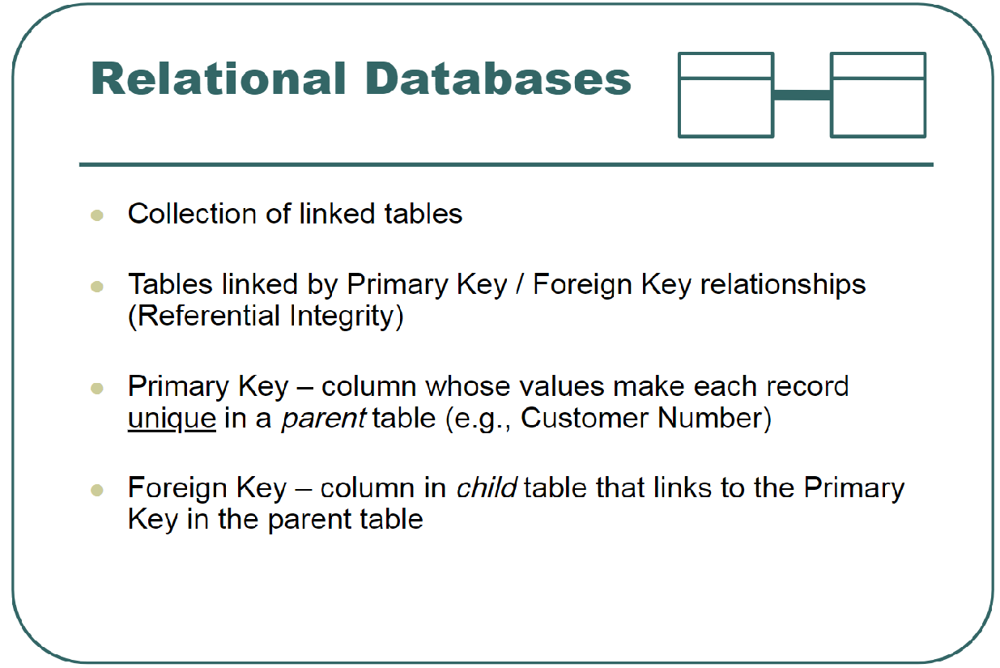 Relational Databases
Collection of linked tables
Tables linked by Primary Key / Foreign Key relationships
(Referential Integrity)
Primary Key – column whose values make each record
unique in a parent table (e.g., Customer Number)
Foreign Key – column in child table that links to the Primary
Key in the parent table